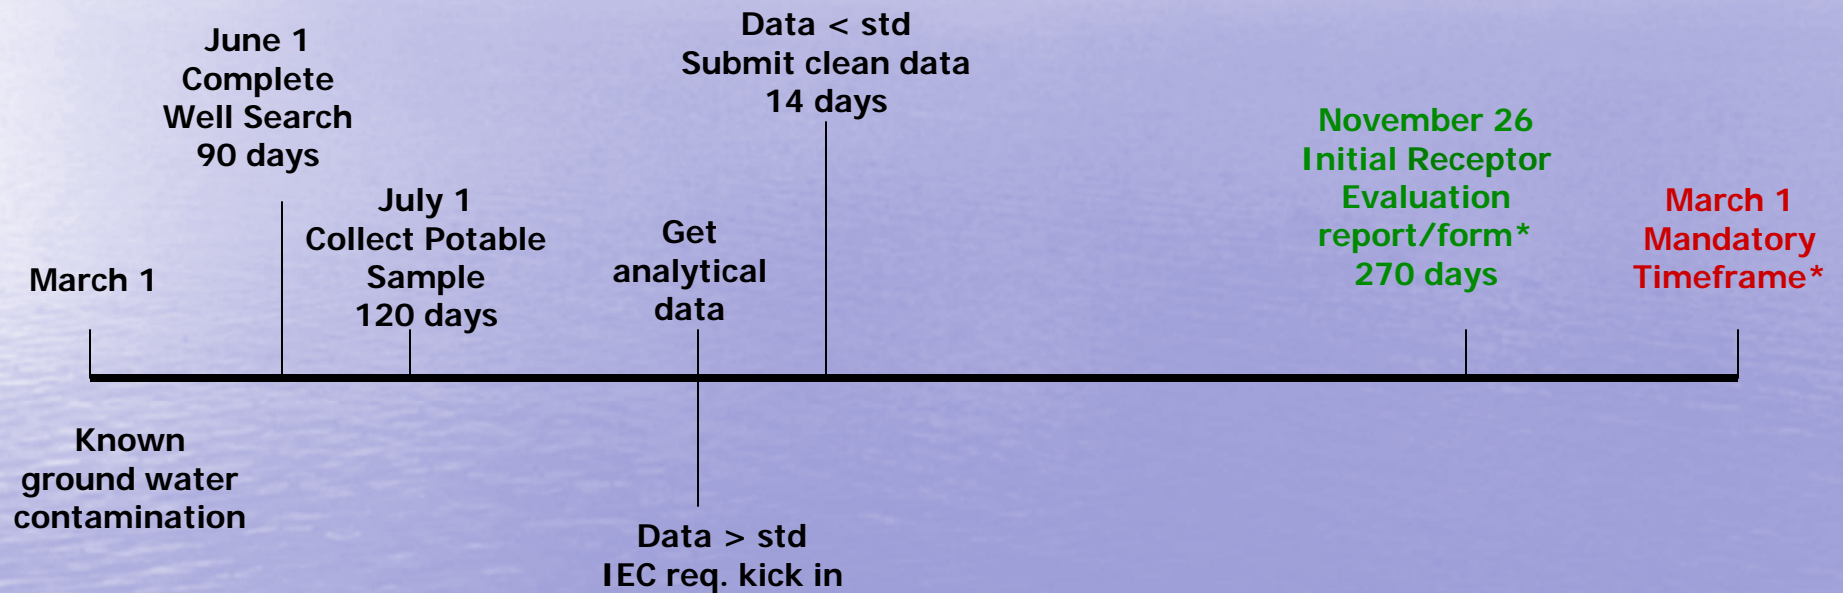 March 1
Known
ground water
contamination
June 1
Complete
Well Search
90 days
July 1
Collect Potable
Sample
120 days
Get
analytical
data
Data > std
IEC req. kick in
Data < std
Submit clean data
14 days
November 26
Initial Receptor
Evaluation
report/form*
270 days
March 1
Mandatory
Timeframe*